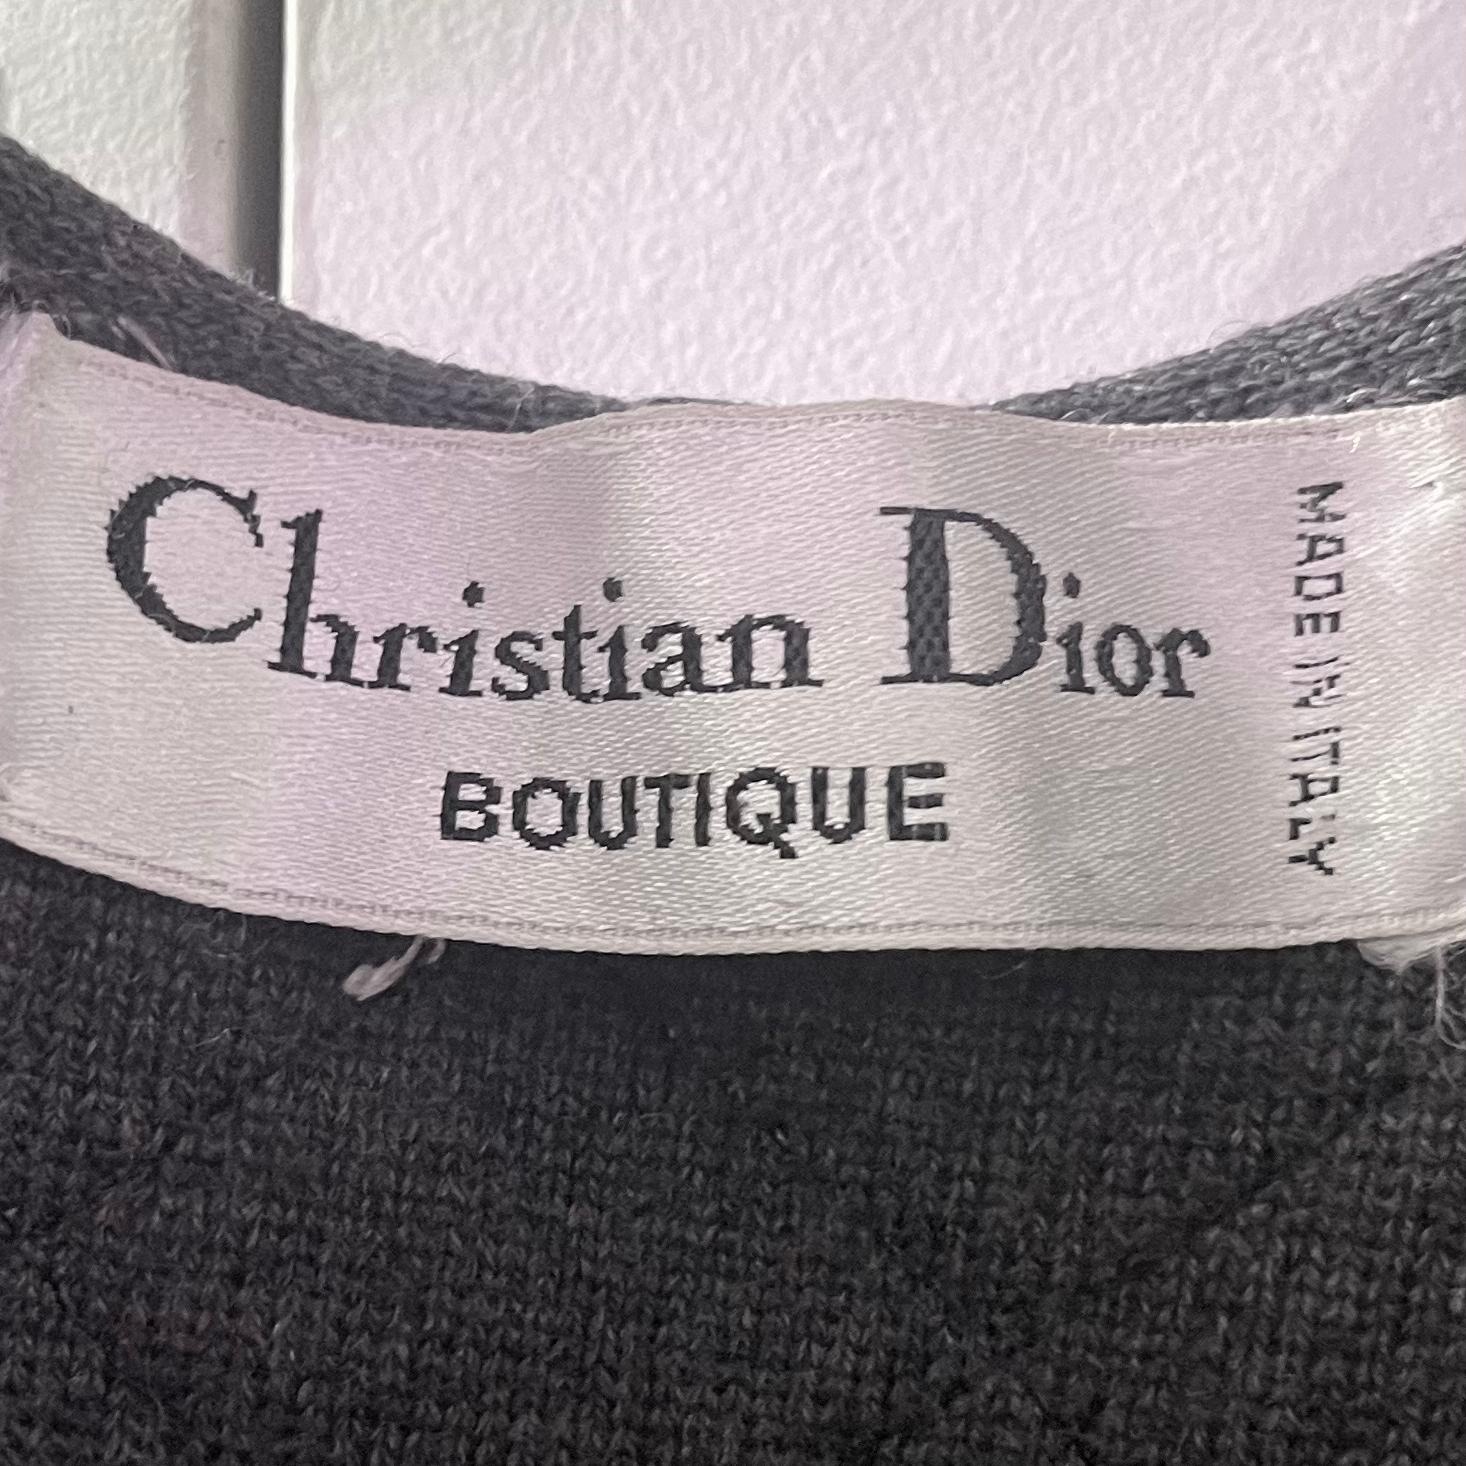 Christian Dior
BOUTIQUE
MADE IN ITALY